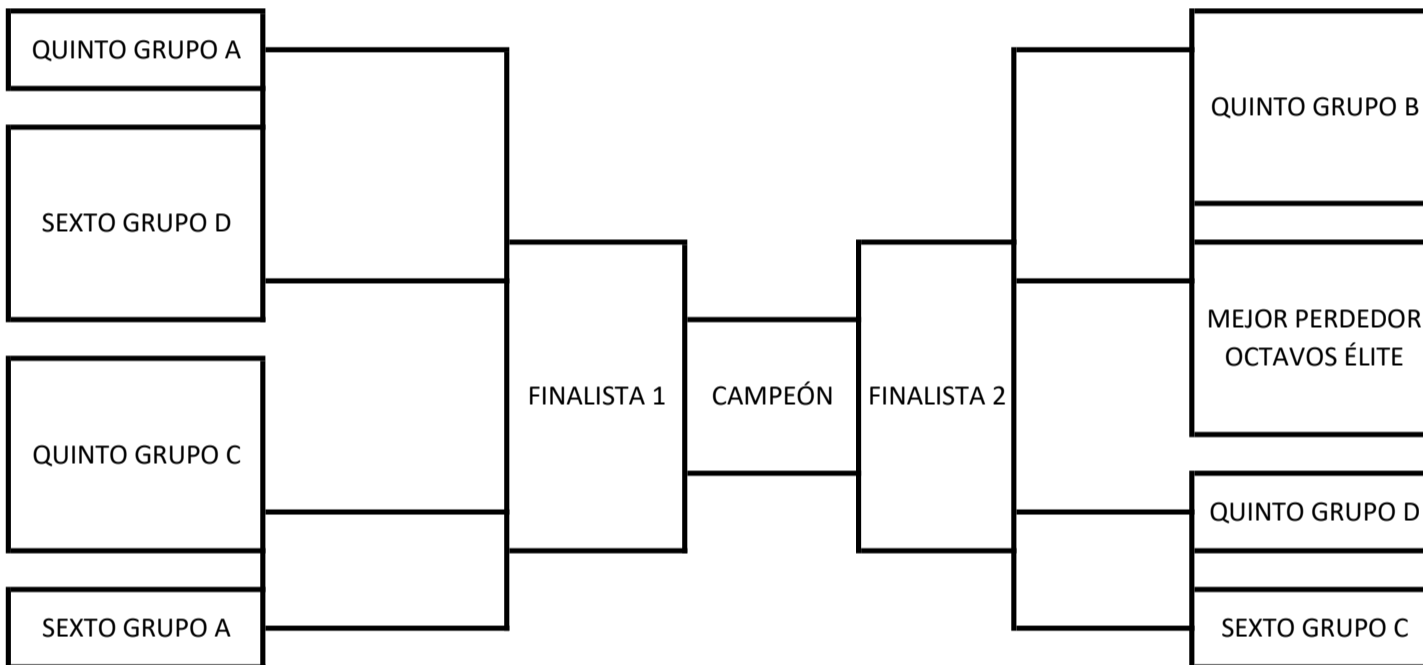 QUINTO GRUPO A
SEXTO GRUPO D
QUINTO GRUPO C
SEXTO GRUPO A
FINALISTA 1
CAMPEÓN
FINALISTA 2
QUINTO GRUPO B
MEJOR PERDEDOR
OCTAVOS ÉLITE
QUINTO GRUPO D
SEXTO GRUPO C